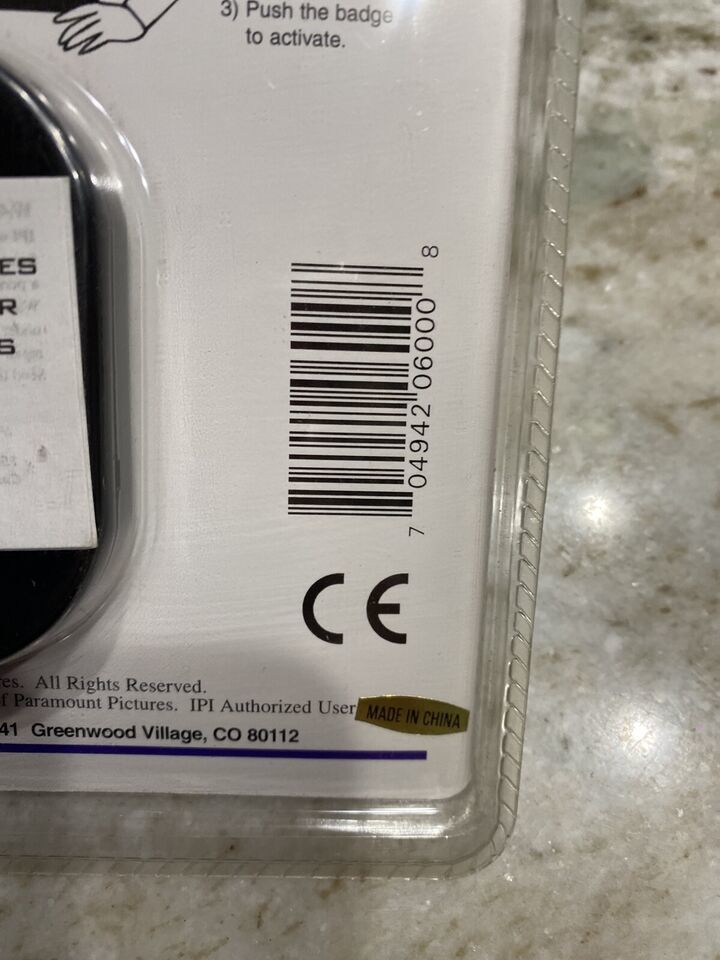 3) Push the badge
to activate.
ES
R
S
7 04942 06000 8
CE
res. All Rights Reserved.
f Paramount Pictures. IPI Authorized User
MADE IN CHINA
41 Greenwood Village, CO 80112